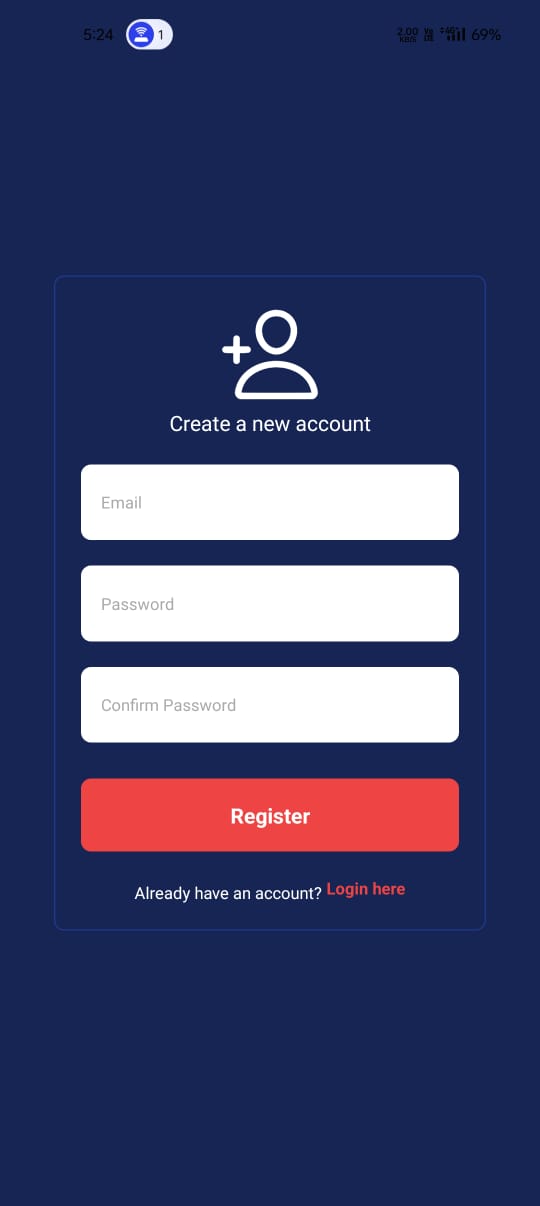 5:24 1 2.00 KB/S Vo LTE 4G+ 69%
Create a new account
Email
Password
Confirm Password
Register
Already have an account? Login here